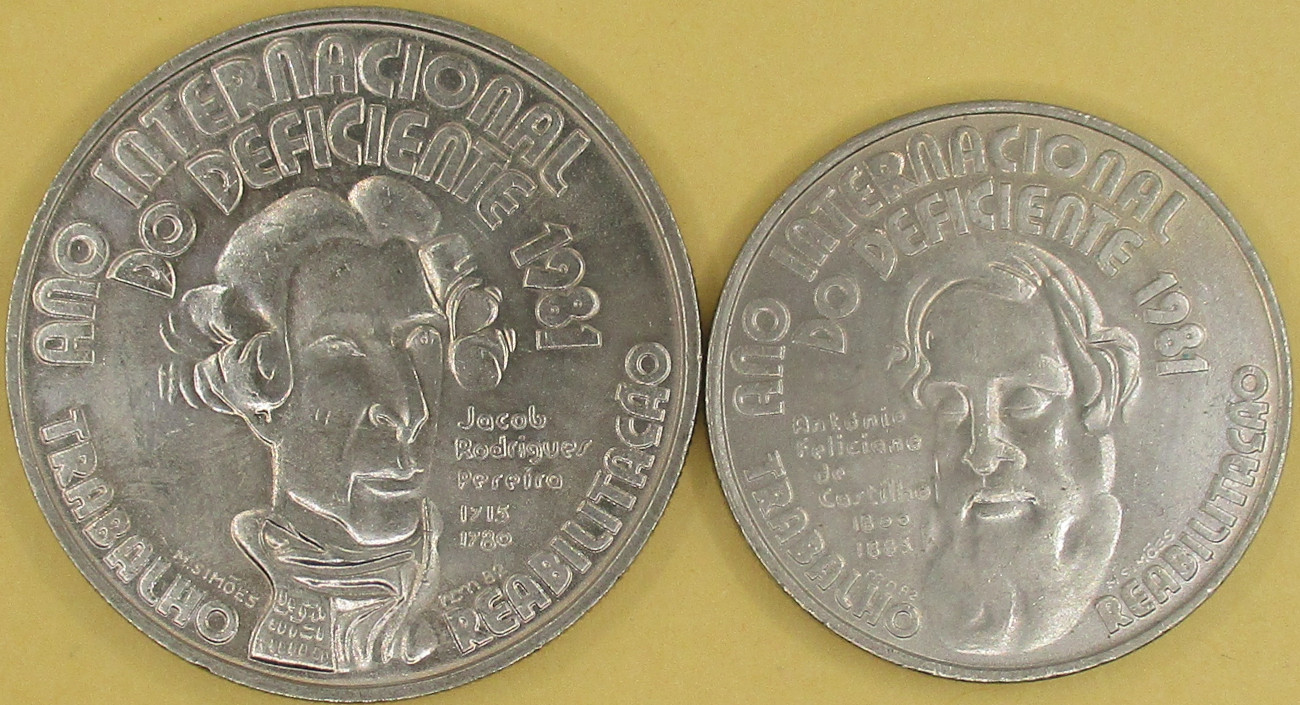 ANO INTERNACIONAL
DO DEFICIENTE 1981
Jacob
Rodrigues
Pereira
1715
1780
M.SIMÕES
TRABALHO
REABILITAÇÃO
ANO INTERNACIONAL
DO DEFICIENTE 1981
António
Feliciano
de
Castilho
1800
TRABALHO
REABILITAÇÃO